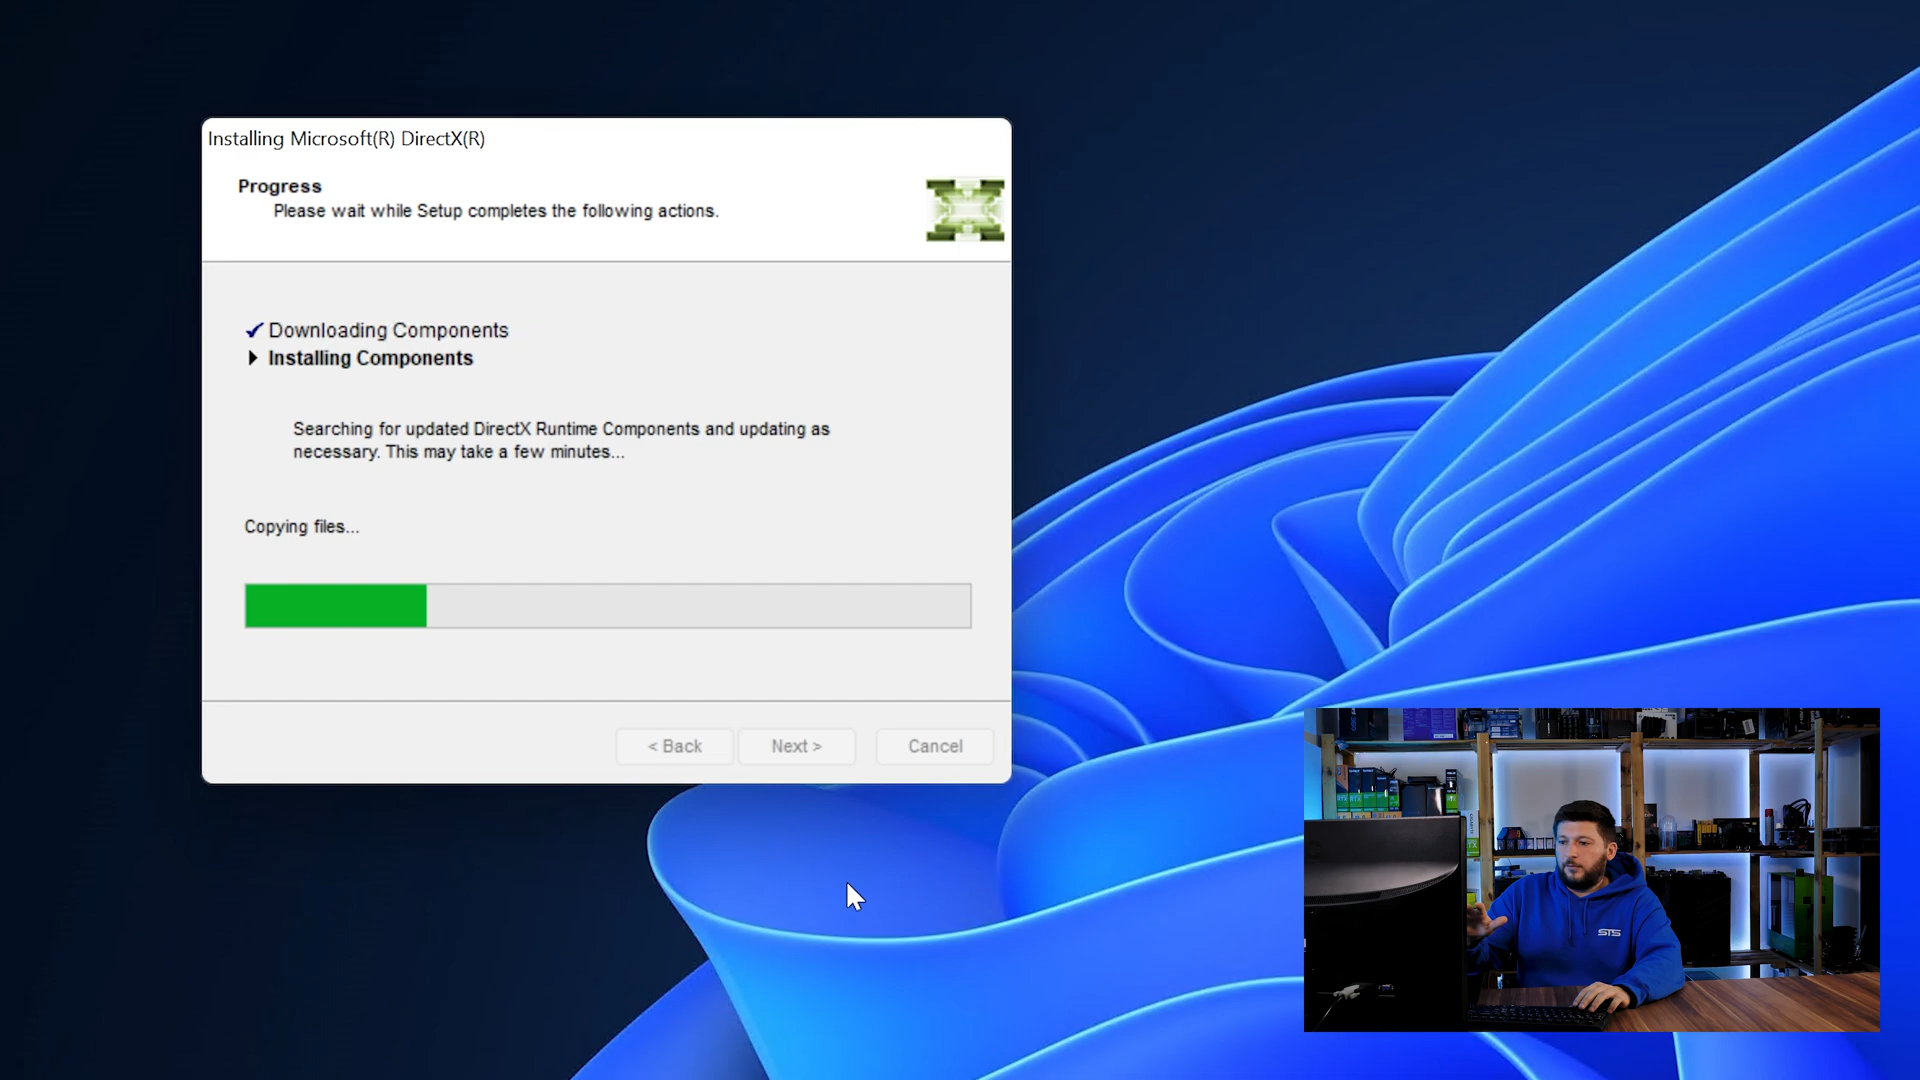 Installing Microsoft(R) DirectX(R)
Progress
Please wait while Setup completes the following actions.
Downloading Components
Installing Components
Searching for updated DirectX Runtime Components and updating as
necessary. This may take a few minutes...
Copying files...
< Back
Next >
Cancel
STS